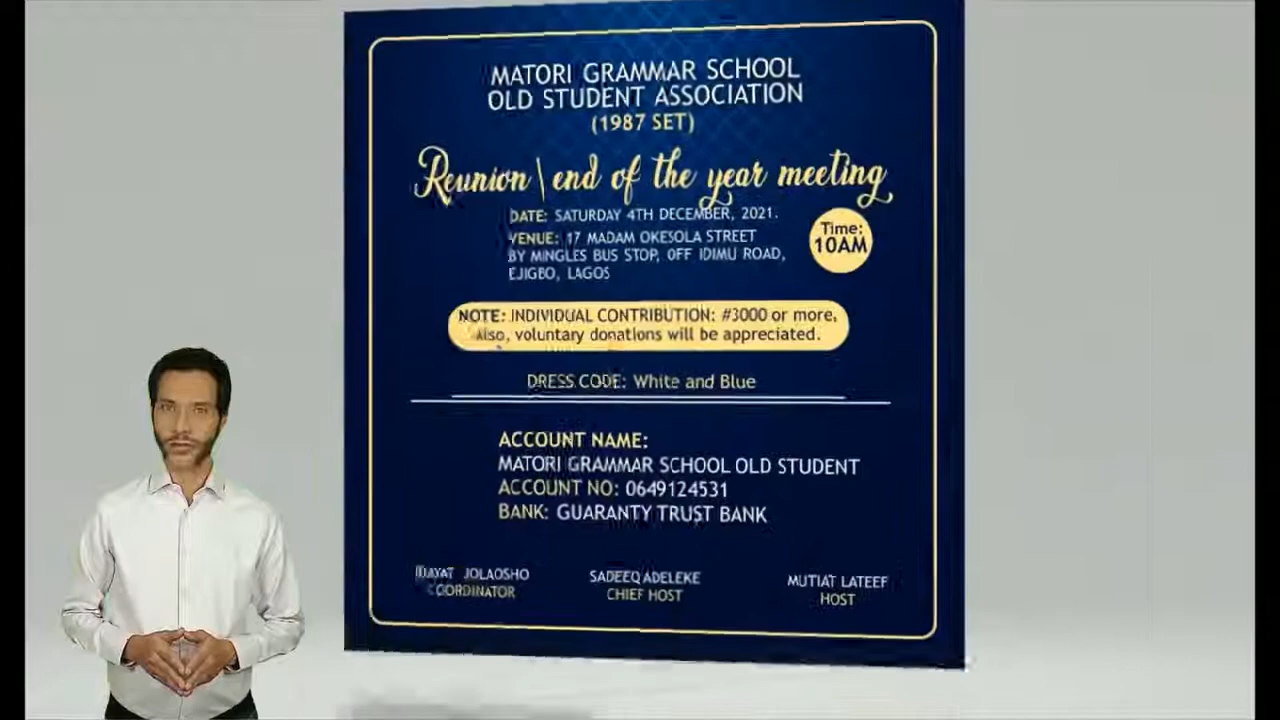 MATORI GRAMMAR SCHOOL
OLD STUDENT ASSOCIATION
(1987 SET)
Reunion\end of the year meeting
DATE: SATURDAY 4TH DECEMBER, 2021.
VENUE: 17 MADAM OKESOLA STREET
BY MINGLES BUS STOP, OFF IDIMU ROAD,
EJIGBO, LAGOS
Time:
10AM
NOTE: INDIVIDUAL CONTRIBUTION: #3000 or more,
Also, voluntary donations will be appreciated.
DRESS CODE: White and Blue
ACCOUNT NAME:
MATORI GRAMMAR SCHOOL OLD STUDENT
ACCOUNT NO: 0649124531
BANK: GUARANTY TRUST BANK
JOLAOSHO
COORDINATOR
SADEEQ ADELEKE
CHIEF HOST
MUTIAT LATEEF
HOST